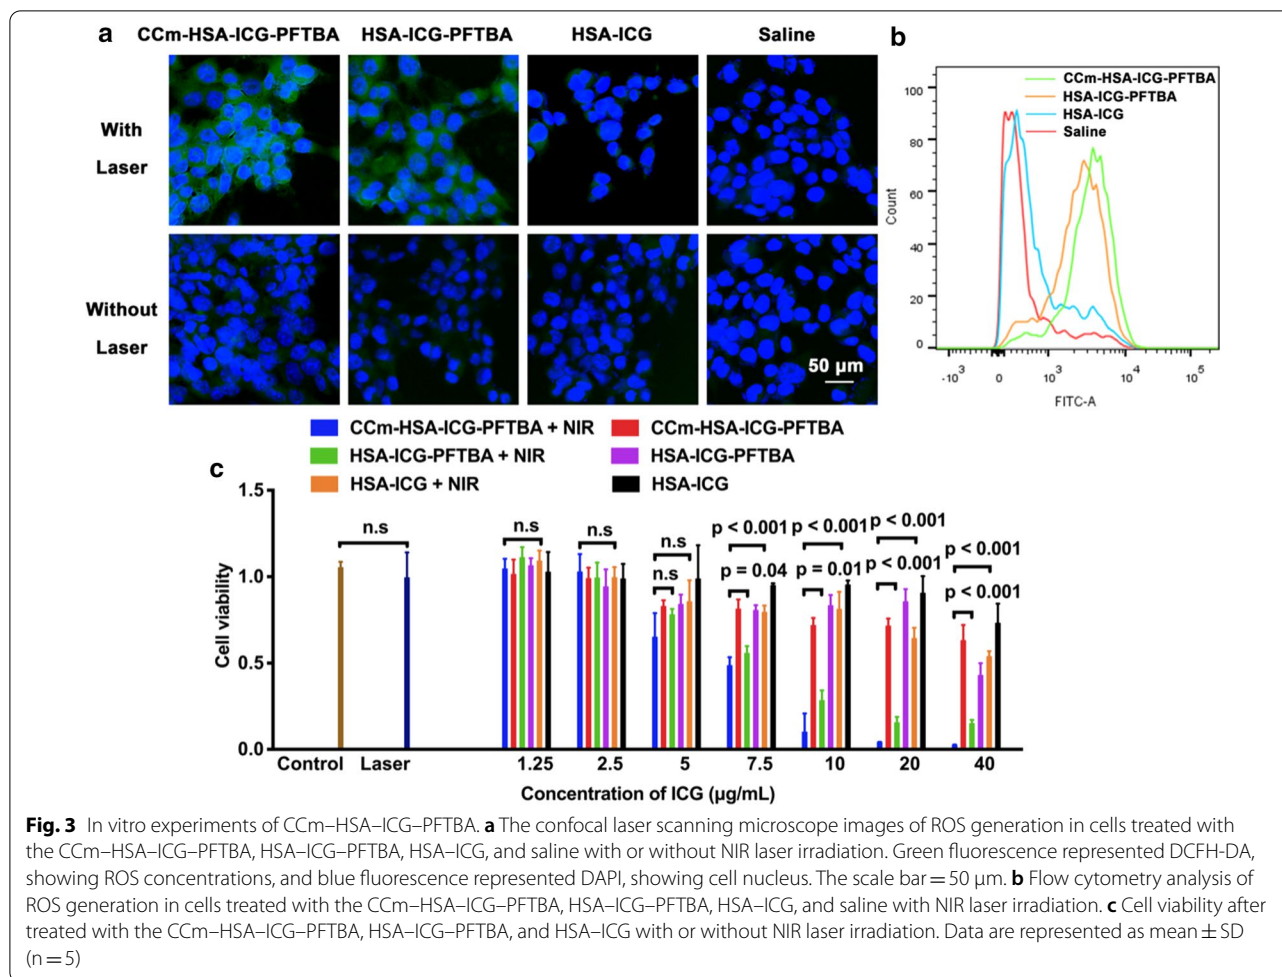 a
CCm-HSA-ICG-PFTBA HSA-ICG-PFTBA HSA-ICG Saline
With
Laser
Without
Laser
50 µm
b
CCm-HSA-ICG-PFTBA
HSA-ICG-PFTBA
HSA-ICG
Saline
Count
100
80
60
40
20
0
-10³ 0 10³ 10⁴ 10⁵
FITC-A
CCm-HSA-ICG-PFTBA + NIR CCm-HSA-ICG-PFTBA
HSA-ICG-PFTBA + NIR HSA-ICG-PFTBA
HSA-ICG + NIR HSA-ICG
c
Cell viability
1.5
1.0
0.5
0.0
n.s
n.s
n.s
n.s
n.s
p < 0.001
p = 0.04
p < 0.001
p = 0.01
p < 0.001
p < 0.001
p < 0.001
p < 0.001
Control Laser 1.25 2.5 5 7.5 10 20 40
Concentration of ICG (µg/mL)
Fig. 3 In vitro experiments of CCm–HSA–ICG–PFTBA. a The confocal laser scanning microscope images of ROS generation in cells treated with
the CCm–HSA–ICG–PFTBA, HSA–ICG–PFTBA, HSA–ICG, and saline with or without NIR laser irradiation. Green fluorescence represented DCFH-DA,
showing ROS concentrations, and blue fluorescence represented DAPI, showing cell nucleus. The scale bar = 50 µm. b Flow cytometry analysis of
ROS generation in cells treated with the CCm–HSA–ICG–PFTBA, HSA–ICG–PFTBA, HSA–ICG, and saline with NIR laser irradiation. c Cell viability after
treated with the CCm–HSA–ICG–PFTBA, HSA–ICG–PFTBA, and HSA–ICG with or without NIR laser irradiation. Data are represented as mean ± SD
(n = 5)